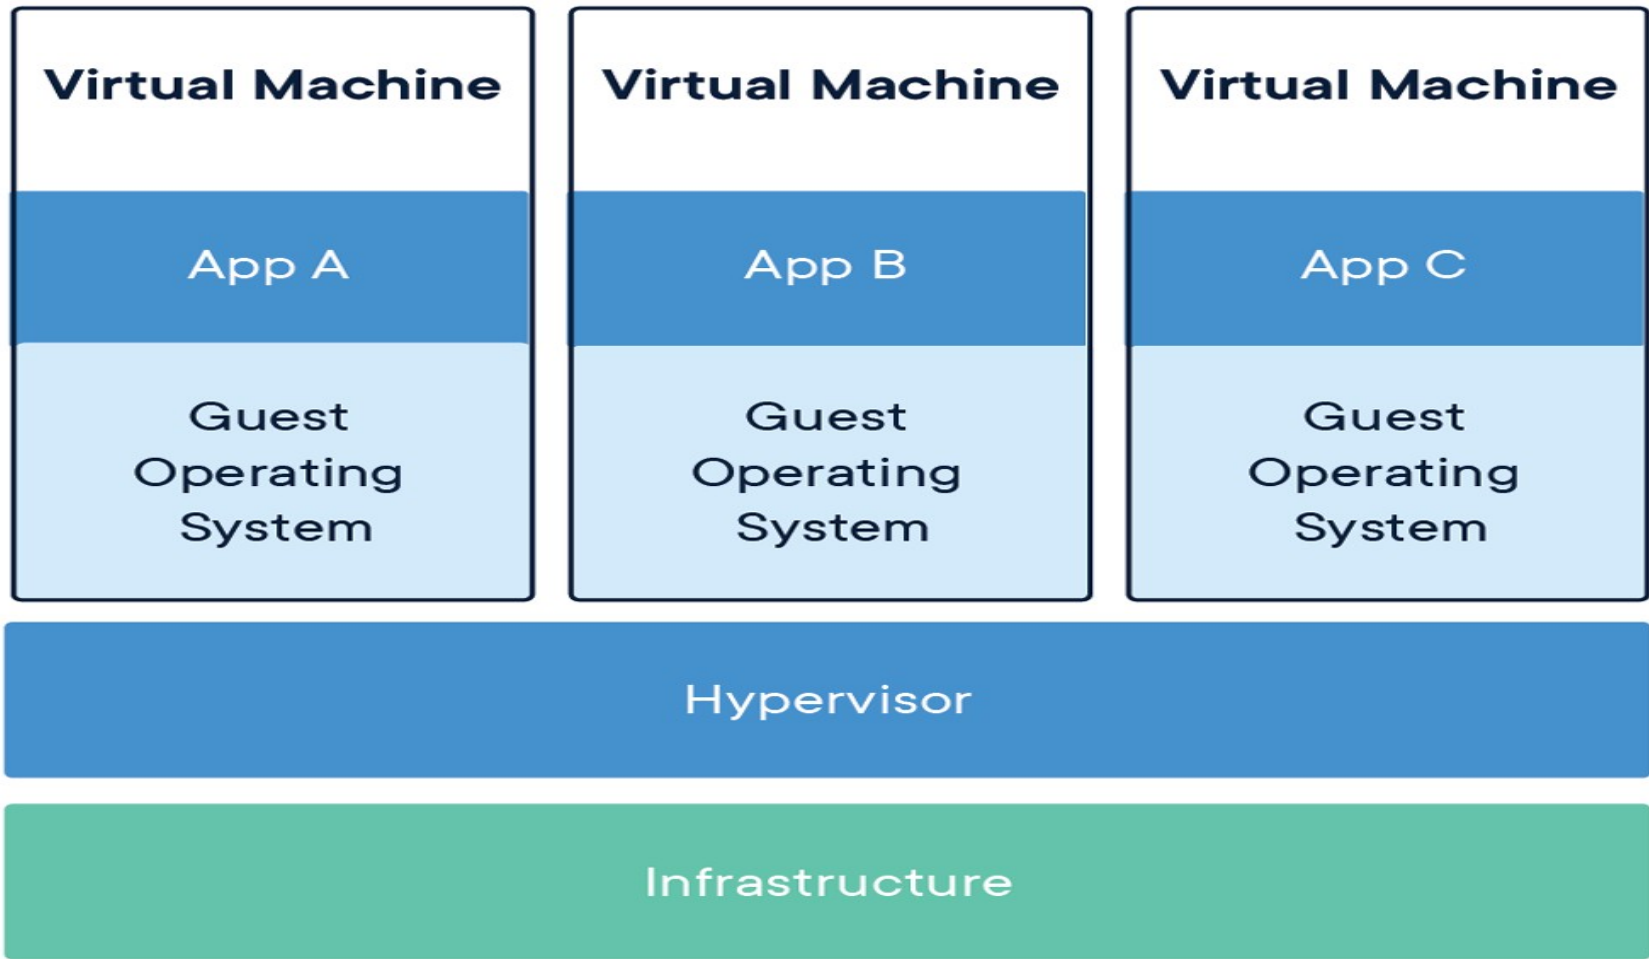 Virtual Machine
Virtual Machine
Virtual Machine
App A
App B
App C
Guest
Operating
System
Guest
Operating
System
Guest
Operating
System
Hypervisor
Infrastructure